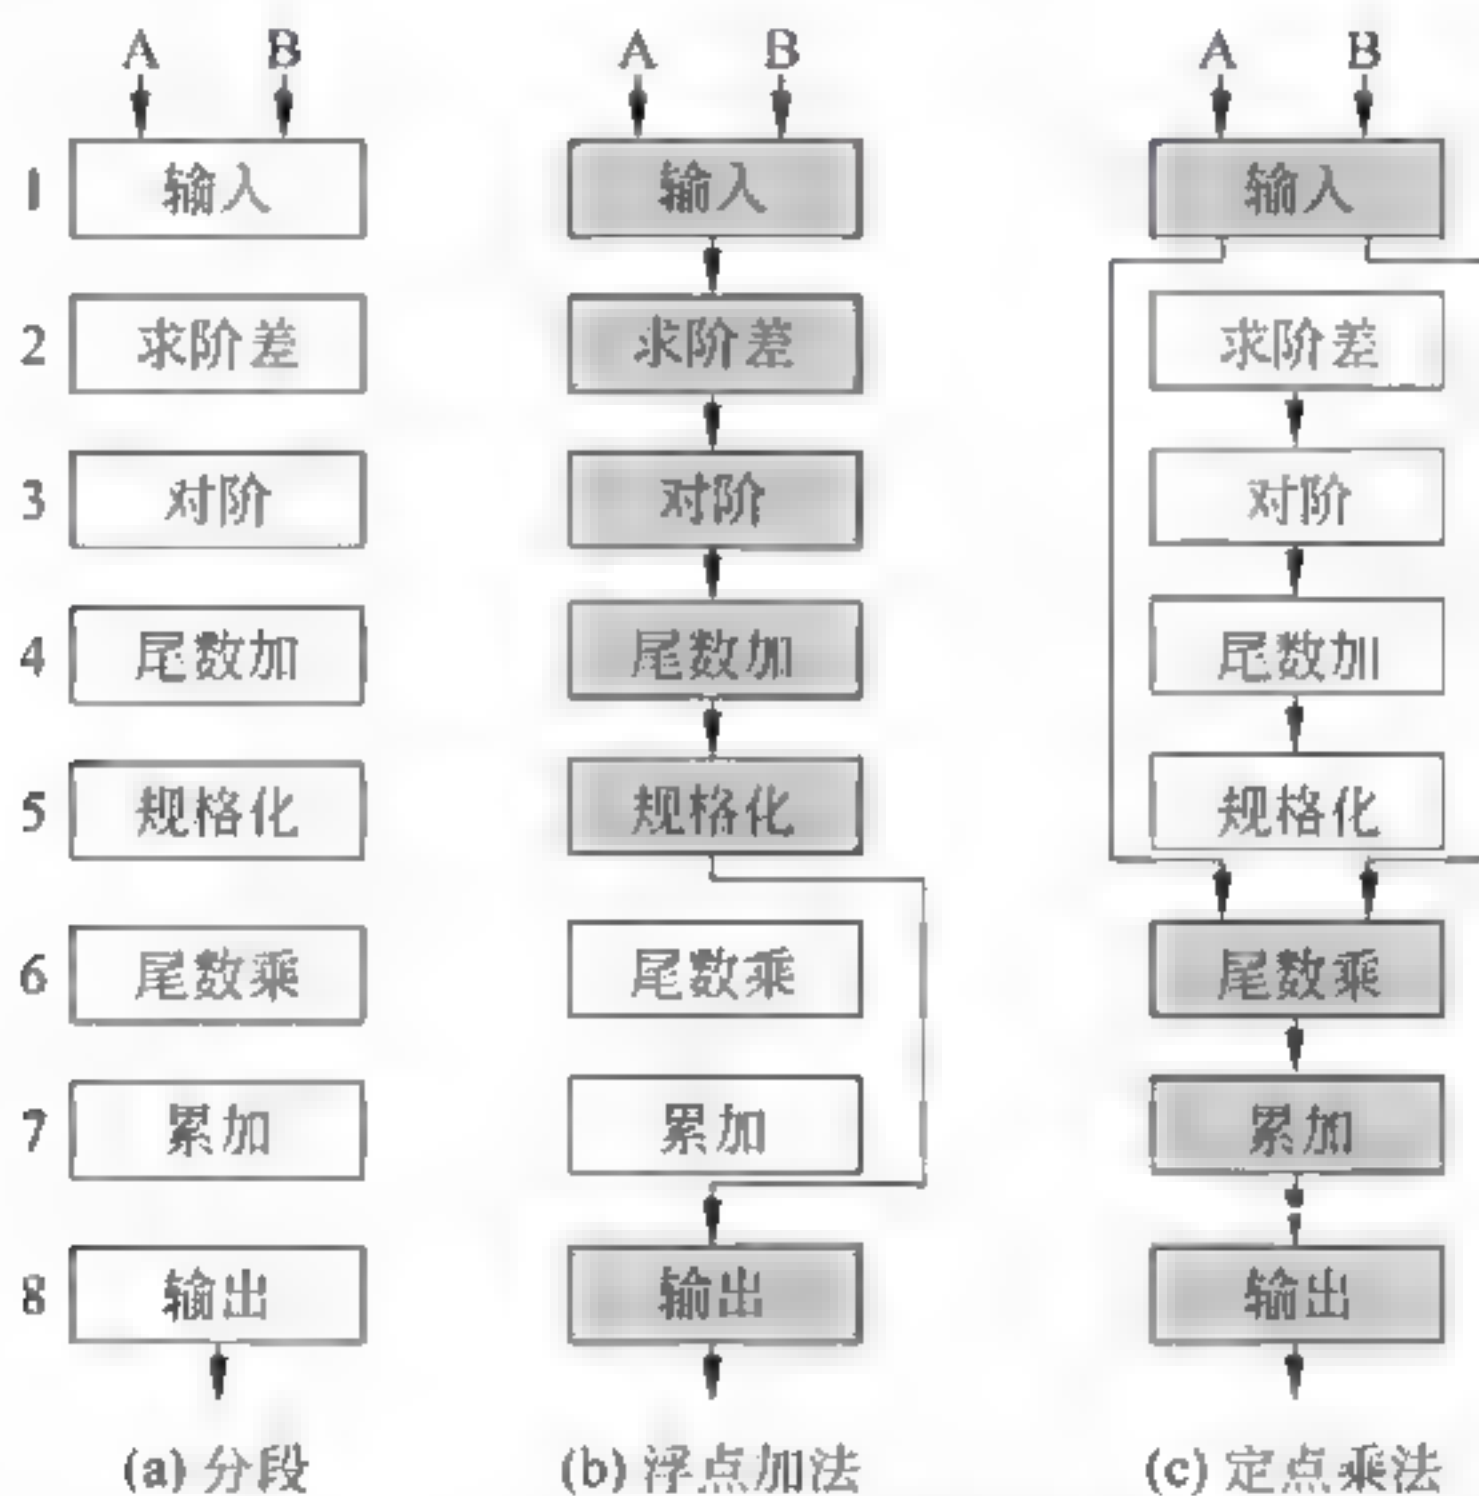 A B
1 输入
2 求阶差
3 对阶
4 尾数加
5 规格化
6 尾数乘
7 累加
8 输出
(a) 分段
A B
输入
求阶差
对阶
尾数加
规格化
尾数乘
累加
输出
(b) 浮点加法
A B
输入
求阶差
对阶
尾数加
规格化
尾数乘
累加
输出
(c) 定点乘法